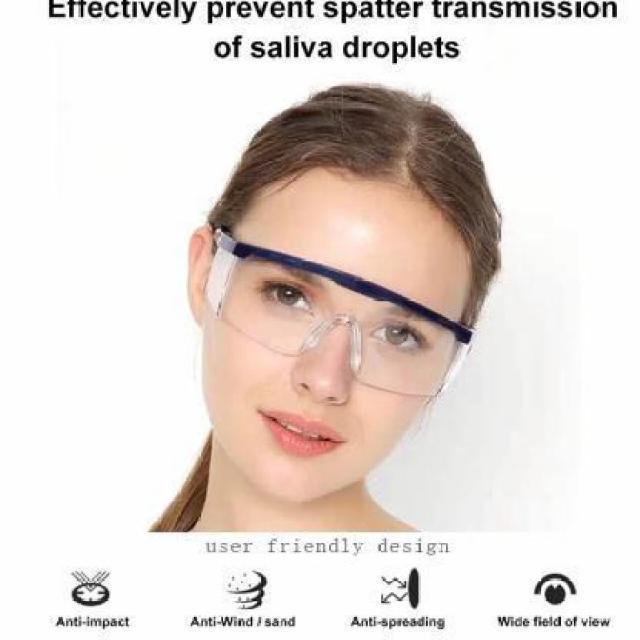 Effectively prevent spatter transmission
of saliva droplets
user friendly design
Anti-impact
Anti-Wind / sand
Anti-spreading
Wide field of view